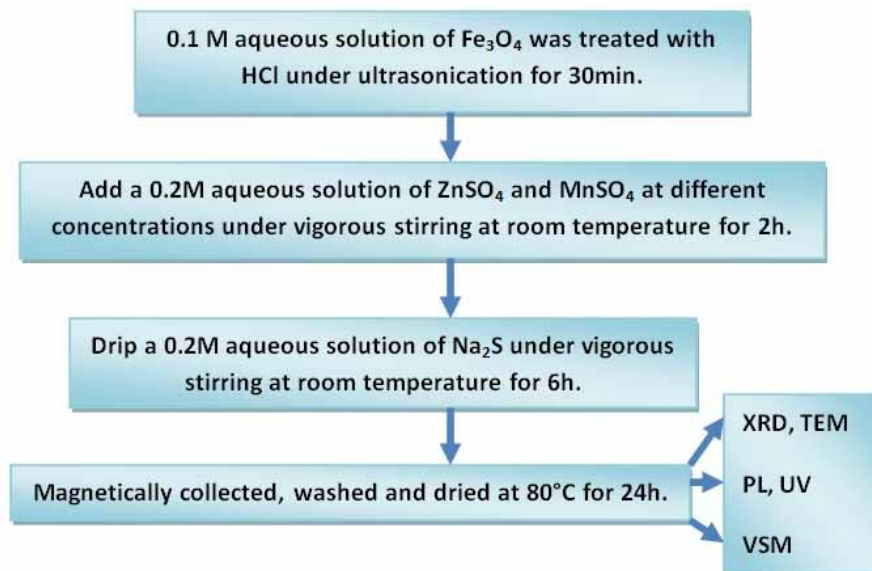 0.1 M aqueous solution of Fe₃O₄ was treated with
HCl under ultrasonication for 30min.
Add a 0.2M aqueous solution of ZnSO₄ and MnSO₄ at different
concentrations under vigorous stirring at room temperature for 2h.
Drip a 0.2M aqueous solution of Na₂S under vigorous
stirring at room temperature for 6h.
Magnetically collected, washed and dried at 80°C for 24h.
XRD, TEM
PL, UV
VSM